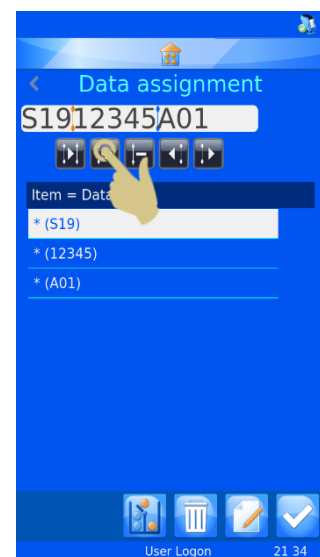 Data assignment
S1912345A01
Item = Data
* (S19)
* (12345)
* (A01)
User Logon 21 34